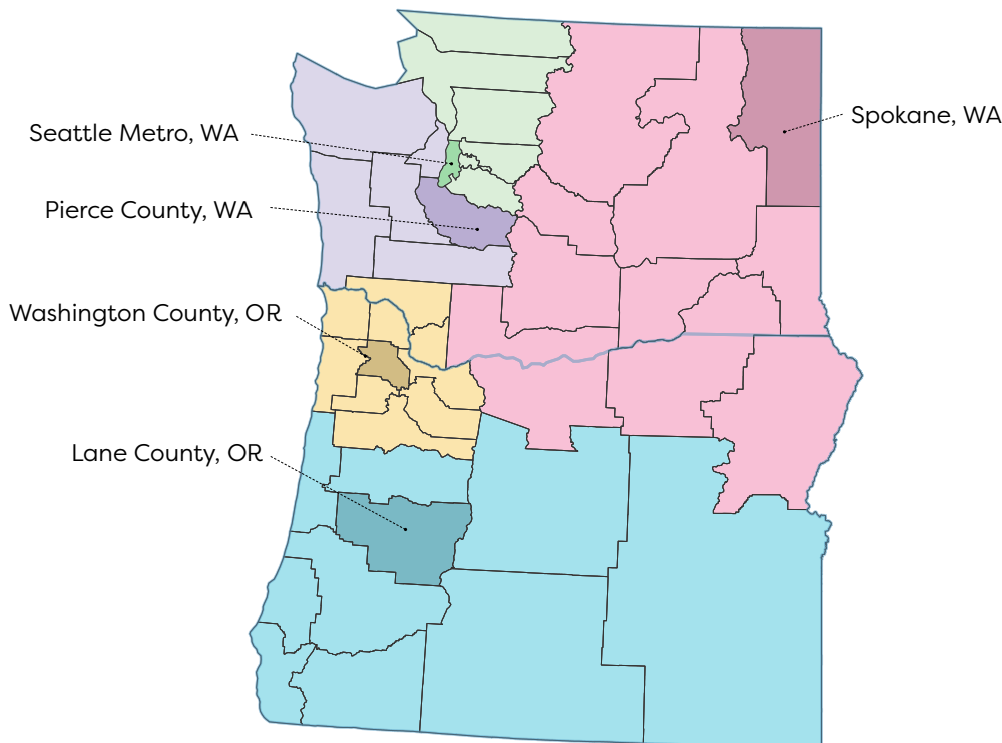 Spokane, WA
Seattle Metro, WA
Pierce County, WA
Washington County, OR
Lane County, OR